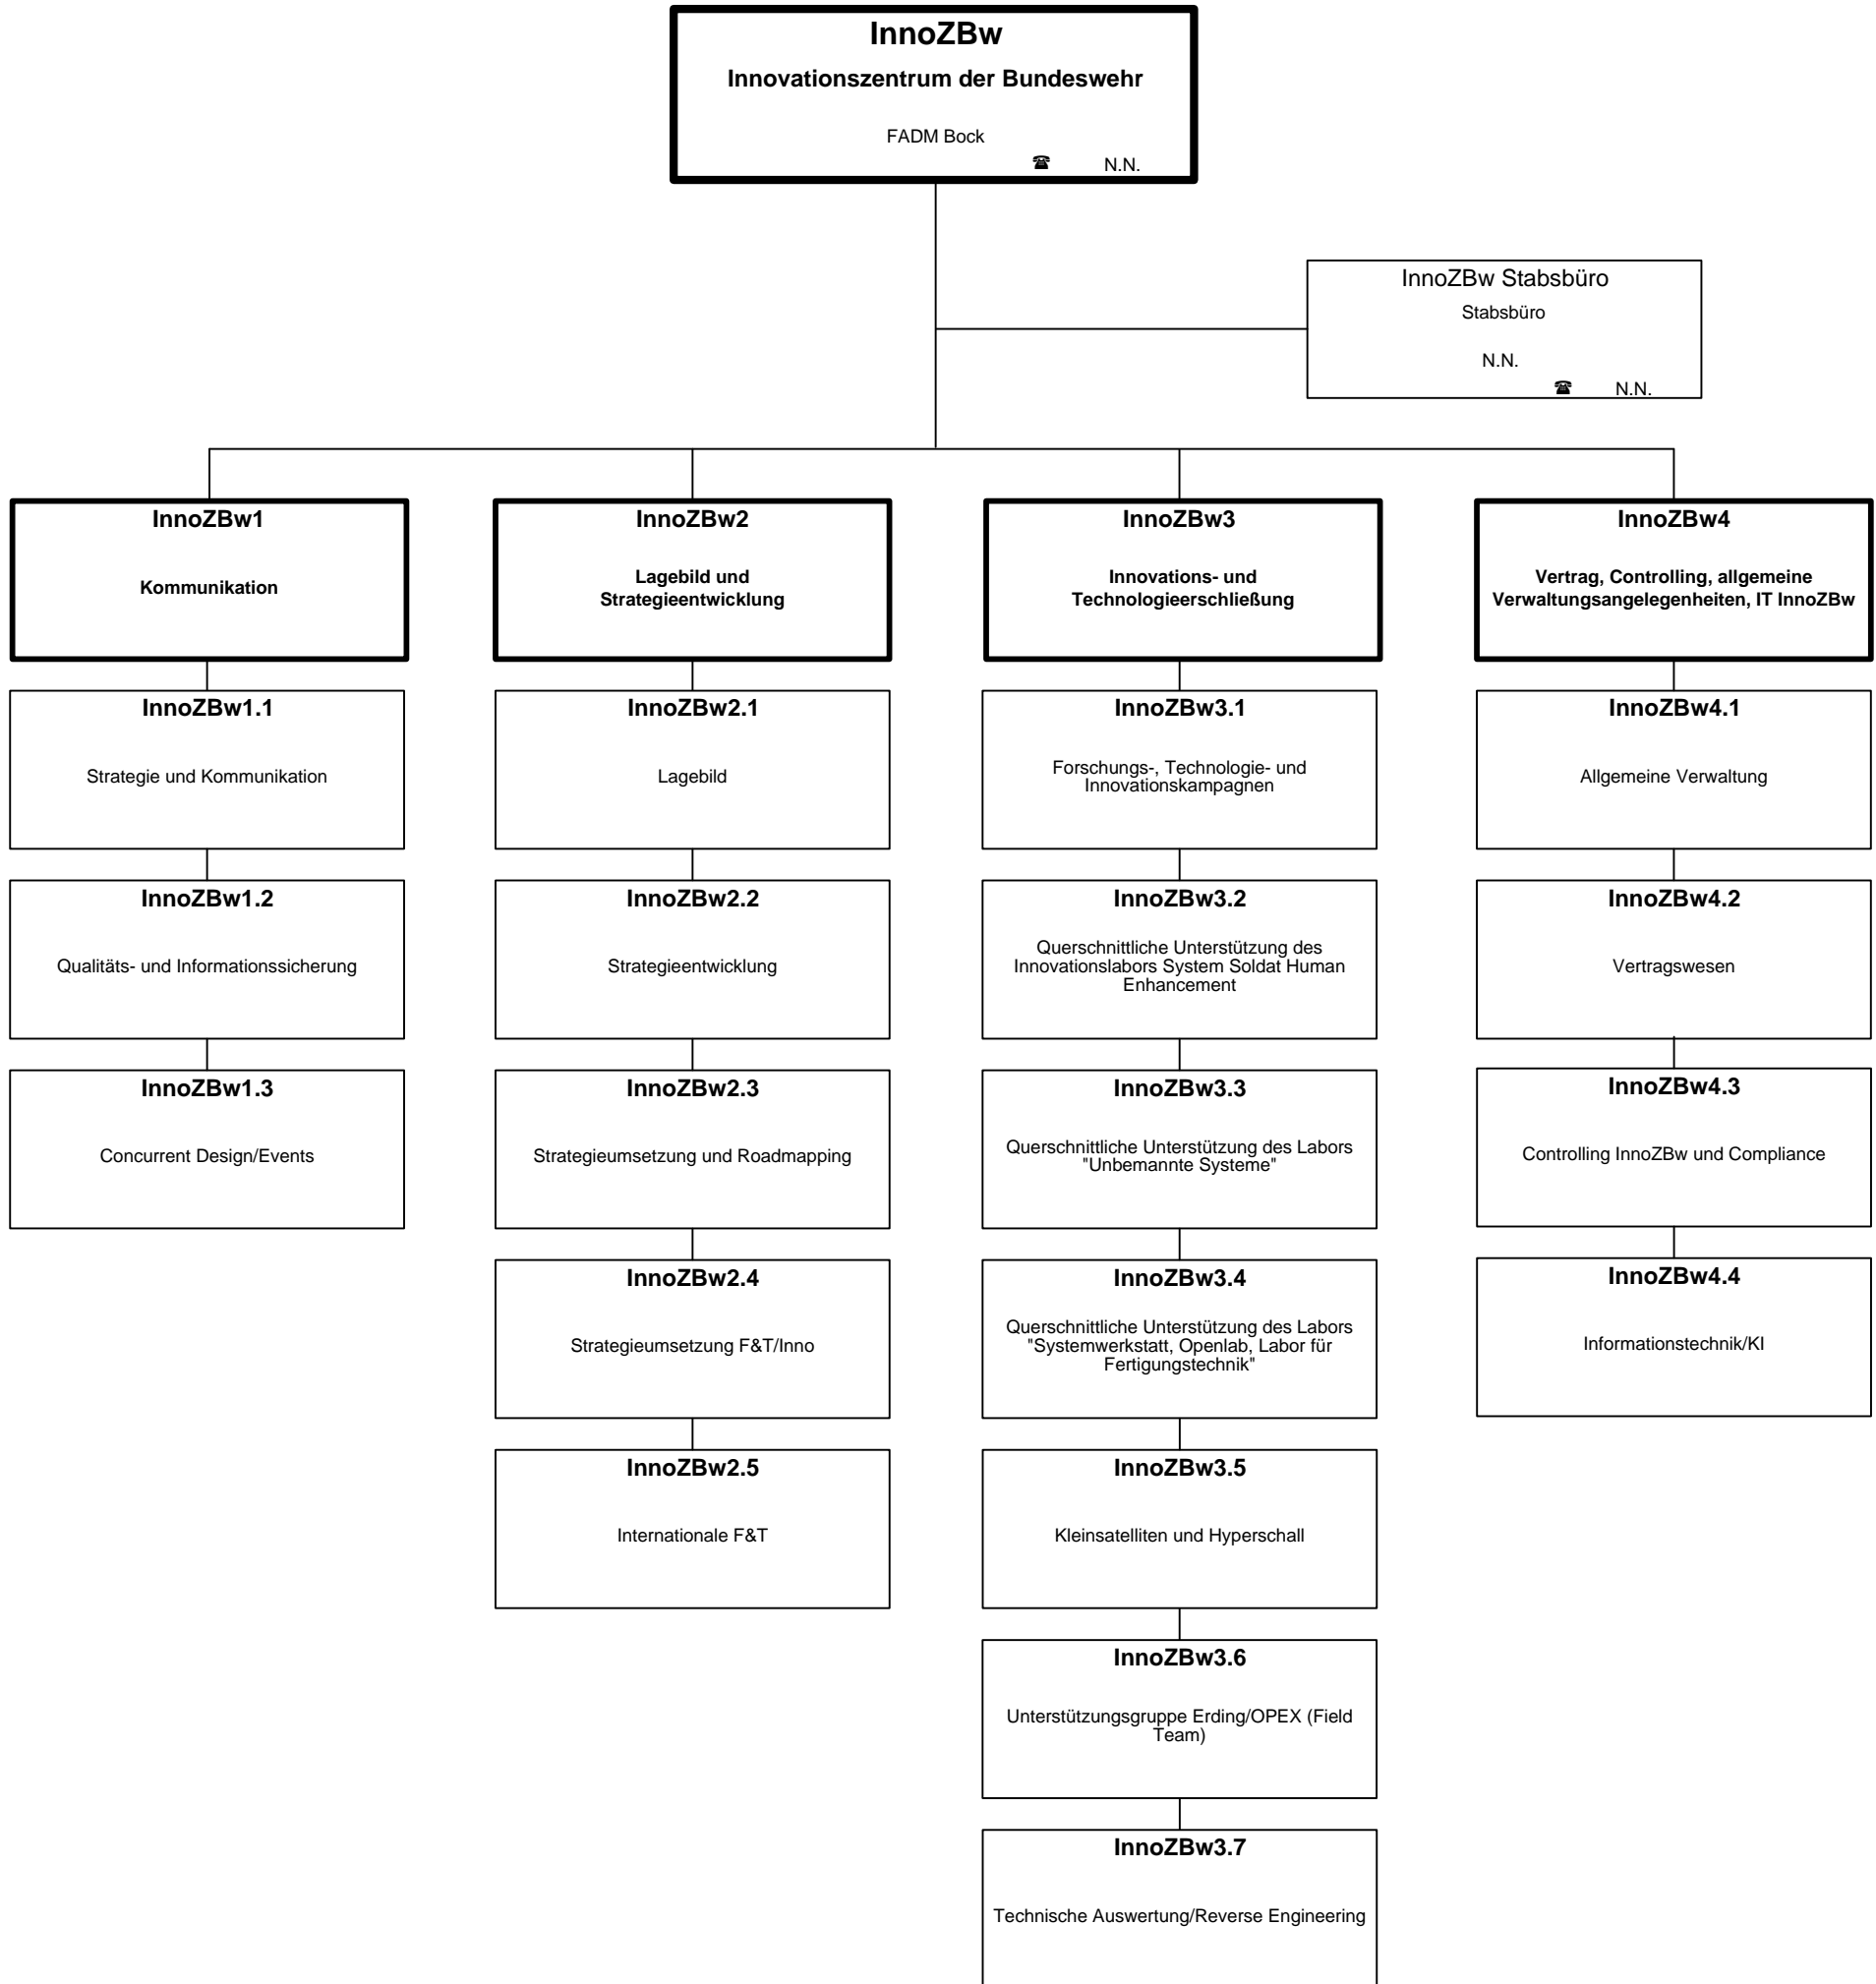 InnoZBw
Innovationszentrum der Bundeswehr
FADM Bock
☎ N.N.
InnoZBw Stabsbüro
Stabsbüro
N.N.
☎ N.N.
InnoZBw1
Kommunikation
InnoZBw1.1
Strategie und Kommunikation
InnoZBw1.2
Qualitäts- und Informationssicherung
InnoZBw1.3
Concurrent Design/Events
InnoZBw2
Lagebild und
Strategieentwicklung
InnoZBw2.1
Lagebild
InnoZBw2.2
Strategieentwicklung
InnoZBw2.3
Strategieumsetzung und Roadmapping
InnoZBw2.4
Strategieumsetzung F&T/Inno
InnoZBw2.5
Internationale F&T
InnoZBw3
Innovations- und
Technologieerschließung
InnoZBw3.1
Forschungs-, Technologie- und
Innovationskampagnen
InnoZBw3.2
Querschnittliche Unterstützung des
Innovationslabors System Soldat Human
Enhancement
InnoZBw3.3
Querschnittliche Unterstützung des Labors
"Unbemannte Systeme"
InnoZBw3.4
Querschnittliche Unterstützung des Labors
"Systemwerkstatt, Openlab, Labor für
Fertigungstechnik"
InnoZBw3.5
Kleinsatelliten und Hyperschall
InnoZBw3.6
Unterstützungsgruppe Erding/OPEX (Field
Team)
InnoZBw3.7
Technische Auswertung/Reverse Engineering
InnoZBw4
Vertrag, Controlling, allgemeine
Verwaltungsangelegenheiten, IT InnoZBw
InnoZBw4.1
Allgemeine Verwaltung
InnoZBw4.2
Vertragswesen
InnoZBw4.3
Controlling InnoZBw und Compliance
InnoZBw4.4
Informationstechnik/KI